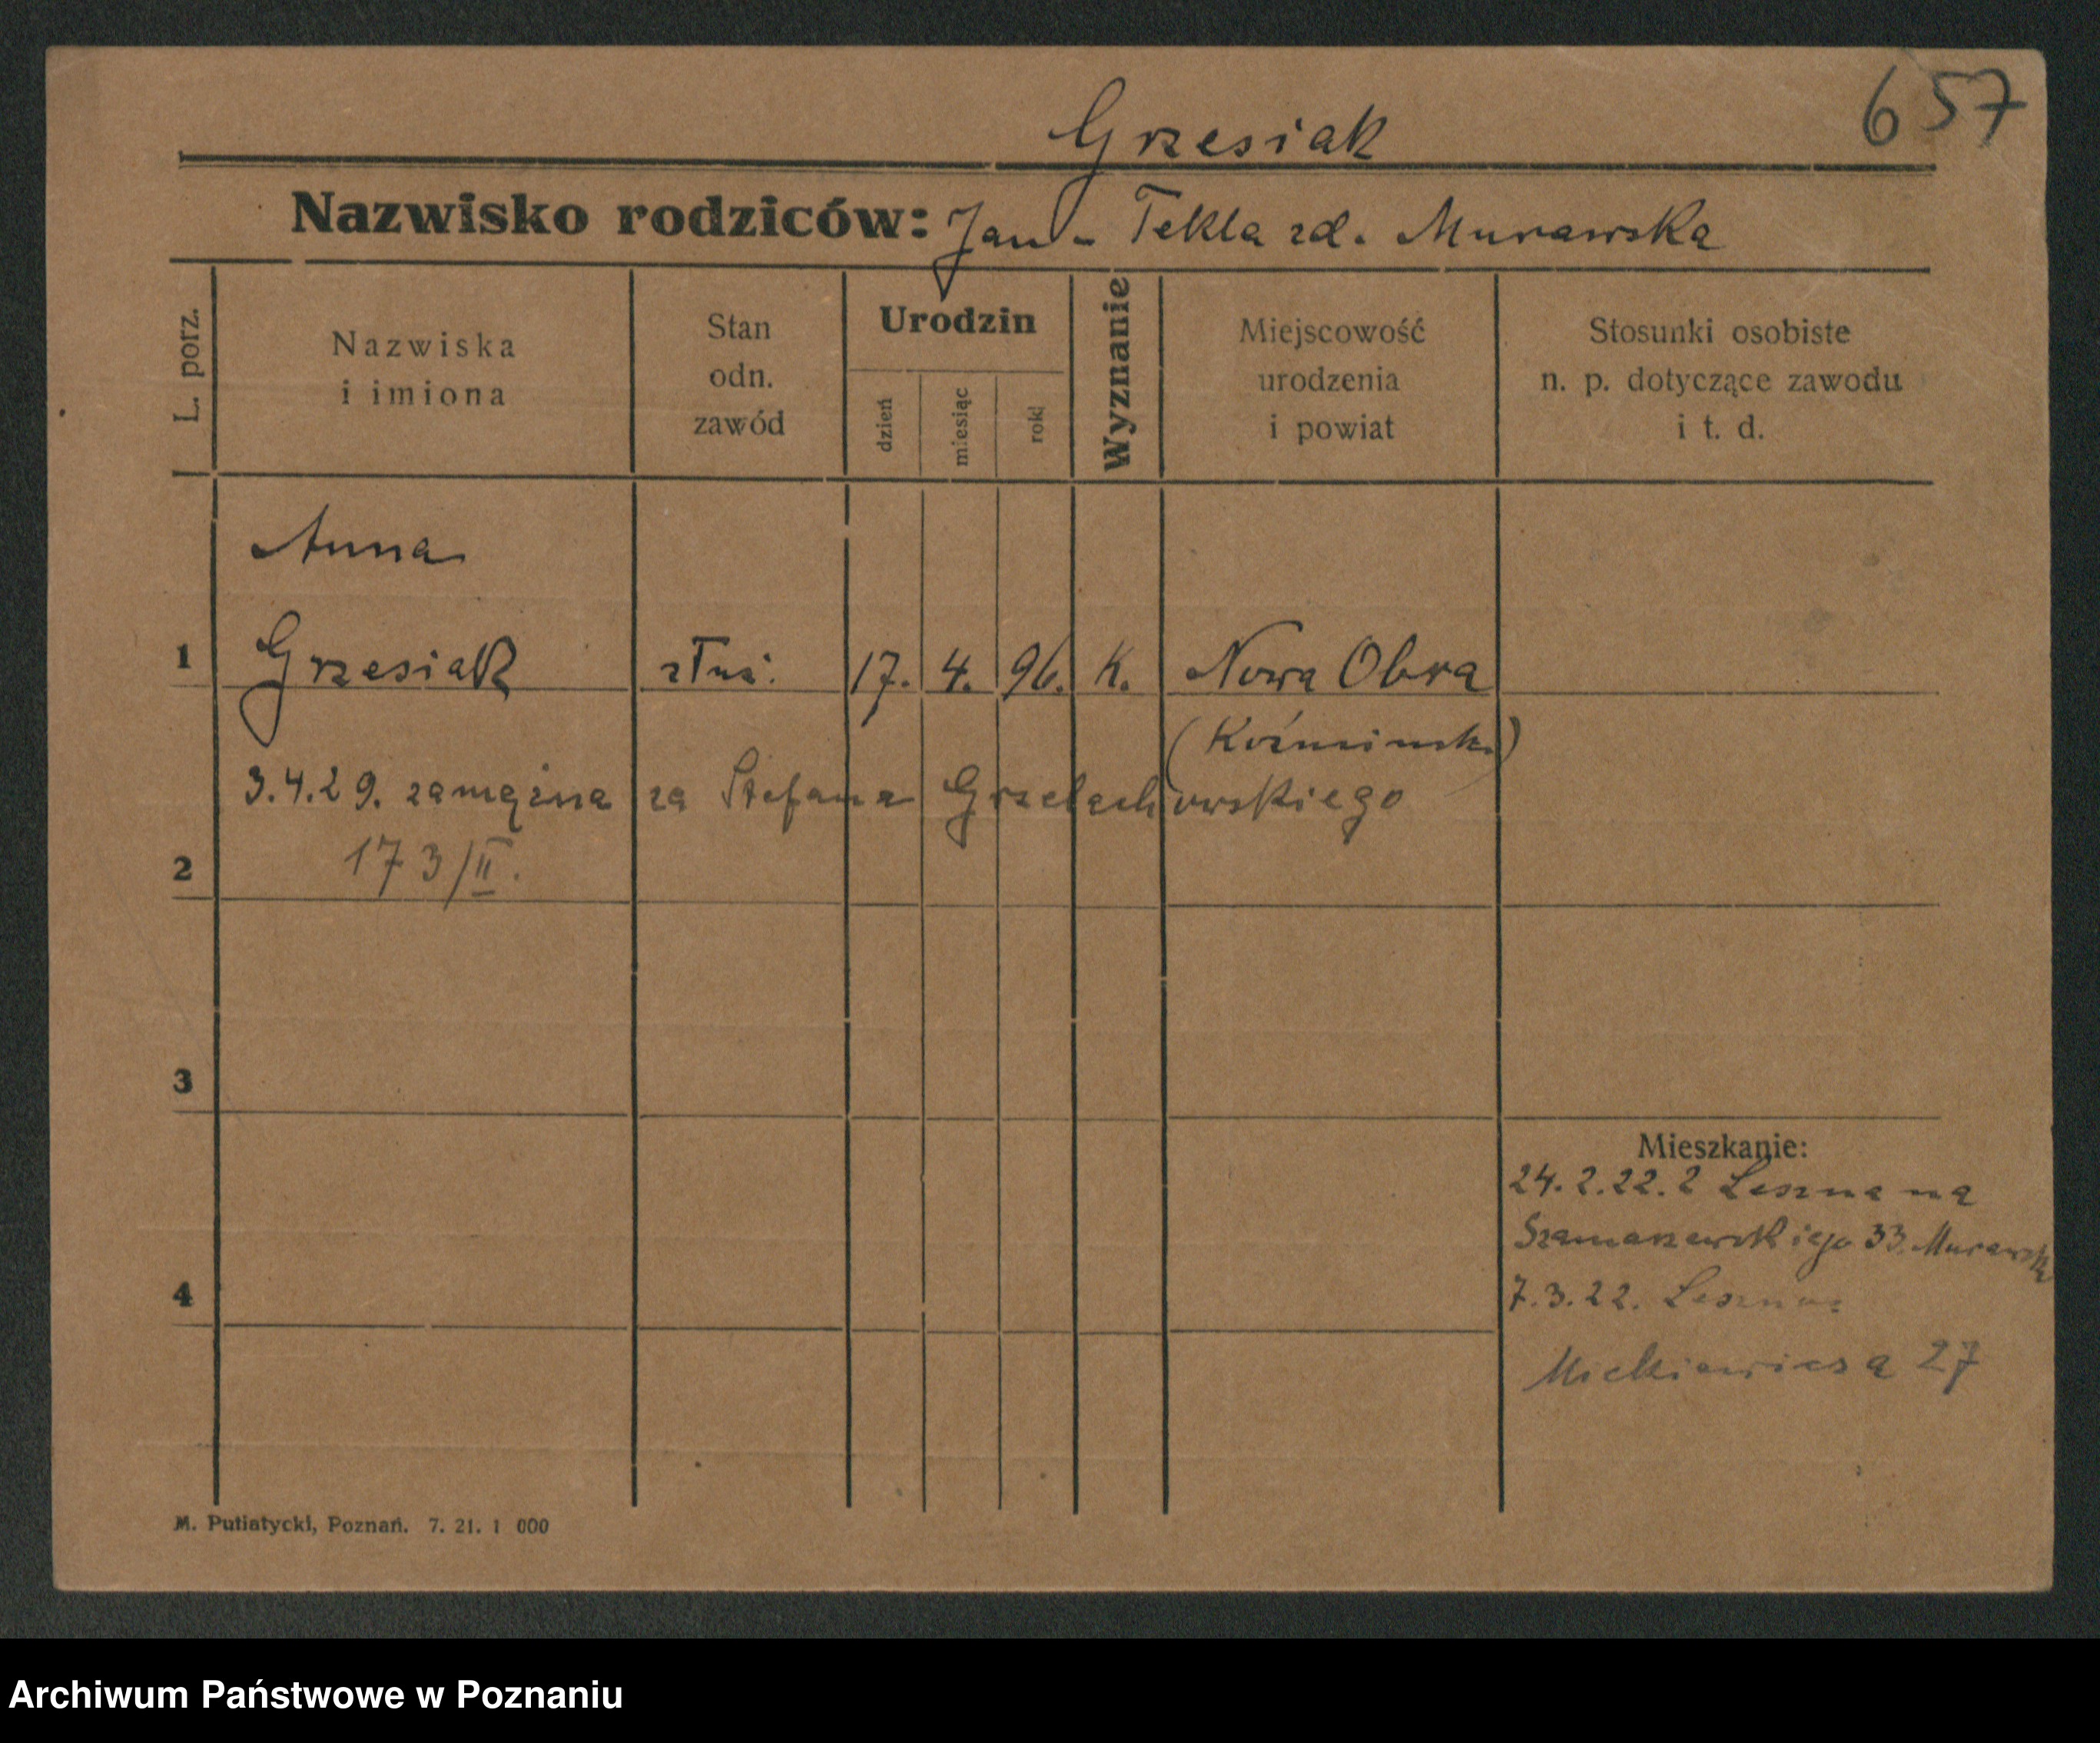 657
Grzesiak
Nazwisko rodziców: Jan - Tekla zd. Murawska
L. porz.
Nazwiska
i imiona
Stan
odn.
zawód
Urodzin
dzień
miesiąc
rok
Wyznanie
Miejscowość
urodzenia
i powiat
Stosunki osobiste
n. p. dotyczące zawodu
i t. d.
Anna
1 Grzesiak służ. 17. 4. 96. K. Nowa Obra
(Koźmiński)
3.4.29. zamężna za Stefana Grzelachowskiego
2 173/II.
3
Mieszkanie:
24.2.22. z Leszna na
33. Murawska
4 7.3.22. Leszno
Mickiewicza 27
M. Putiatycki, Poznań. 7. 21. 1 000
Archiwum Państwowe w Poznaniu